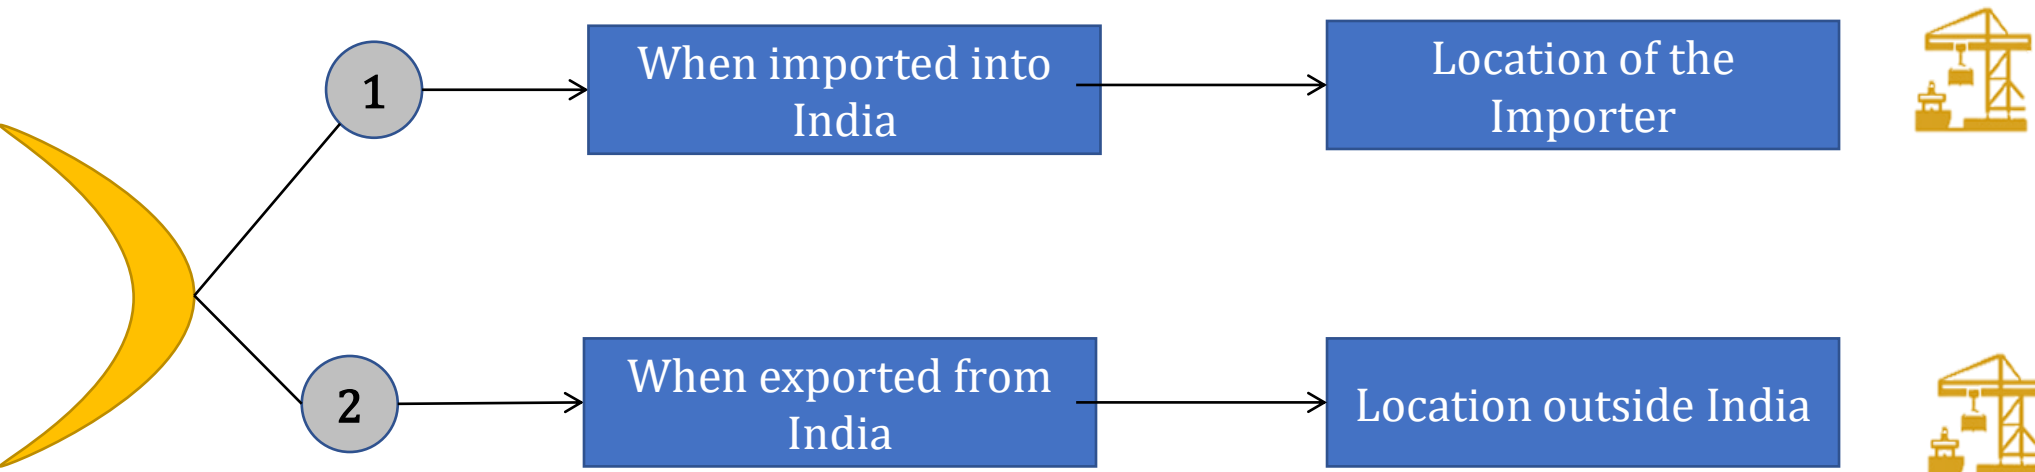 1
When imported into
India
Location of the
Importer
2
When exported from
India
Location outside India